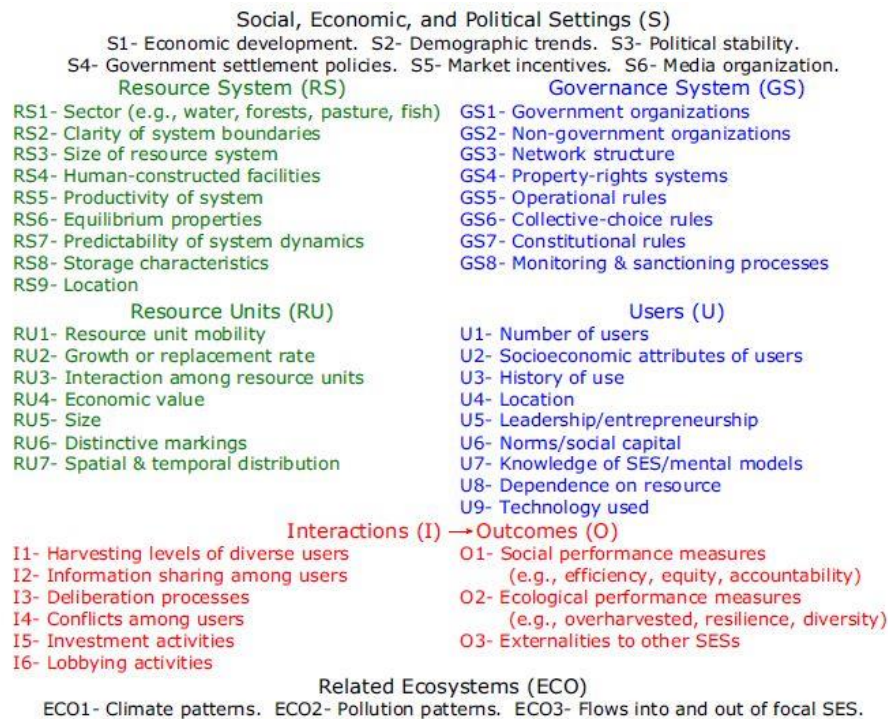 Social, Economic, and Political Settings (S)
S1- Economic development. S2- Demographic trends. S3- Political stability.
S4- Government settlement policies. S5- Market incentives. S6- Media organization.
Resource System (RS)
RS1- Sector (e.g., water, forests, pasture, fish)
RS2- Clarity of system boundaries
RS3- Size of resource system
RS4- Human-constructed facilities
RS5- Productivity of system
RS6- Equilibrium properties
RS7- Predictability of system dynamics
RS8- Storage characteristics
RS9- Location
Governance System (GS)
GS1- Government organizations
GS2- Non-government organizations
GS3- Network structure
GS4- Property-rights systems
GS5- Operational rules
GS6- Collective-choice rules
GS7- Constitutional rules
GS8- Monitoring & sanctioning processes
Resource Units (RU)
RU1- Resource unit mobility
RU2- Growth or replacement rate
RU3- Interaction among resource units
RU4- Economic value
RU5- Size
RU6- Distinctive markings
RU7- Spatial & temporal distribution
Users (U)
U1- Number of users
U2- Socioeconomic attributes of users
U3- History of use
U4- Location
U5- Leadership/entrepreneurship
U6- Norms/social capital
U7- Knowledge of SES/mental models
U8- Dependence on resource
U9- Technology used
Interactions (I) → Outcomes (O)
I1- Harvesting levels of diverse users
I2- Information sharing among users
I3- Deliberation processes
I4- Conflicts among users
I5- Investment activities
I6- Lobbying activities
O1- Social performance measures
(e.g., efficiency, equity, accountability)
O2- Ecological performance measures
(e.g., overharvested, resilience, diversity)
O3- Externalities to other SESs
Related Ecosystems (ECO)
ECO1- Climate patterns. ECO2- Pollution patterns. ECO3- Flows into and out of focal SES.